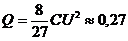 Q = 8/27 CU² ≈ 0,27